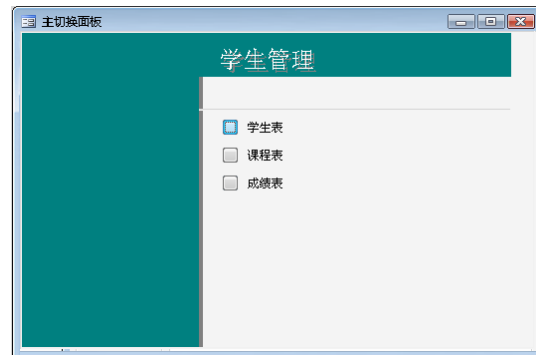 主切换面板
学生管理
学生表
课程表
成绩表